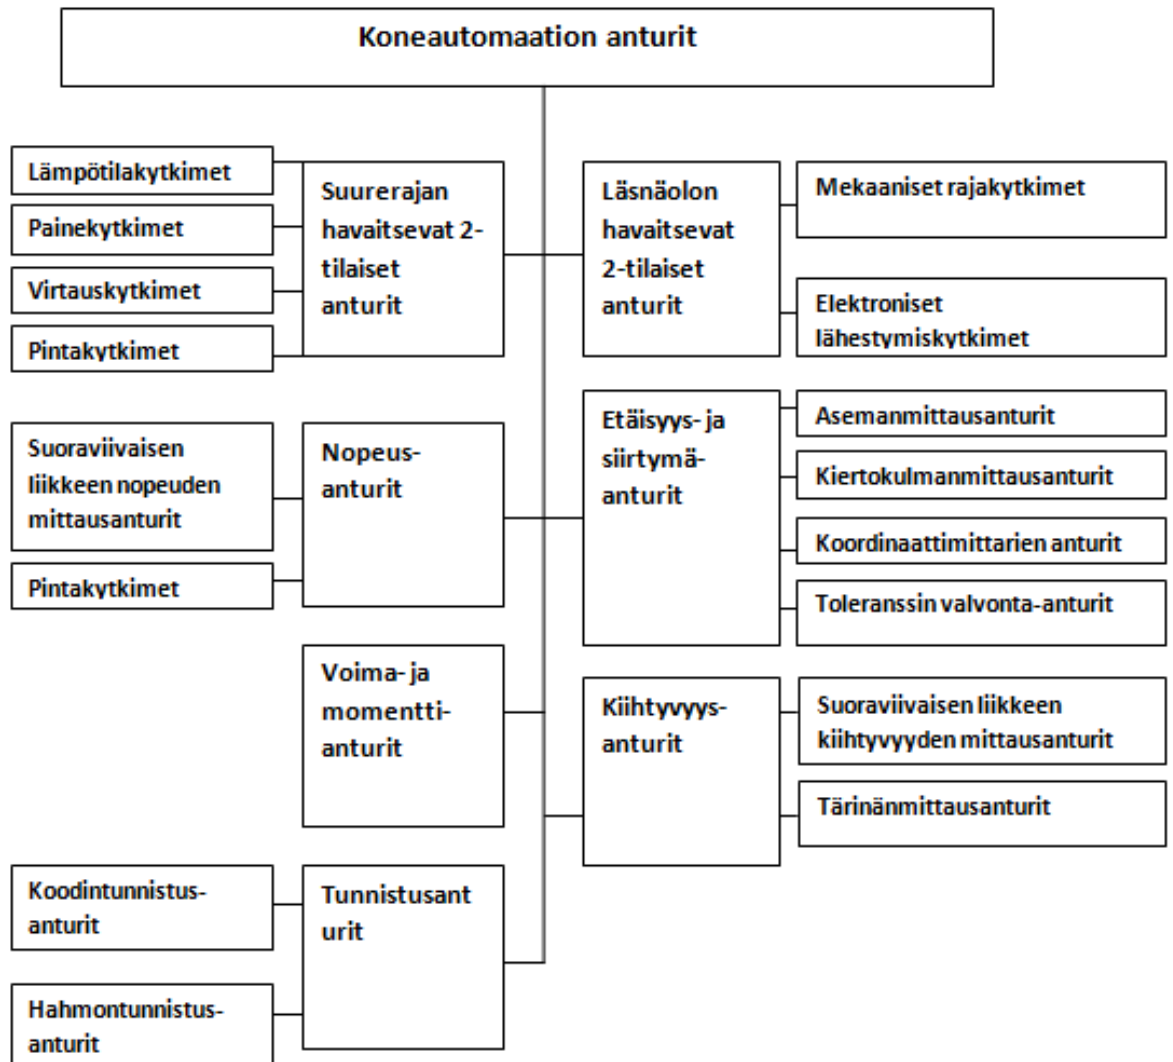 Koneautomaation anturit
Lämpötilakytkimet
Painekytkimet
Virtauskytkimet
Pintakytkimet
Suurerajan
havaitsevat 2-
tilaiset
anturit
Läsnäolon
havaitsevat
2-tilaiset
anturit
Mekaaniset rajakytkimet
Elektroniset
lähestymiskytkimet
Suoraviivaisen
liikkeen nopeuden
mittausanturit
Pintakytkimet
Nopeus-
anturit
Etäisyys- ja
siirtymä-
anturit
Asemanmittausanturit
Kiertokulmanmittausanturit
Koordinaattimittarien anturit
Toleranssin valvonta-anturit
Voima- ja
momentti-
anturit
Kiihtyvyys-
anturit
Suoraviivaisen liikkeen
kiihtyvyyden mittausanturit
Tärinänmittausanturit
Koodintunnistus-
anturit
Hahmontunnistus-
anturit
Tunnistusant
urit